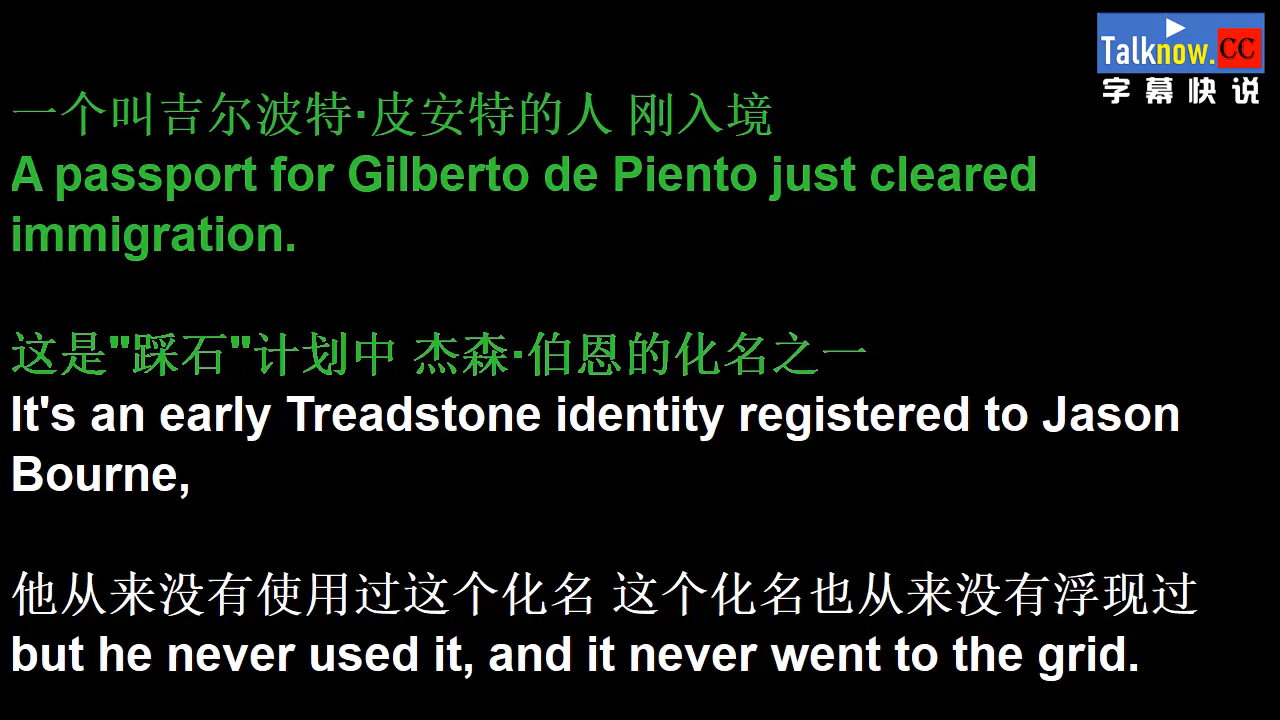 Talknow.CC
字幕快说
一个叫吉尔波特·皮安特的人 刚入境
A passport for Gilberto de Piento just cleared
immigration.
这是"踩石"计划中 杰森·伯恩的化名之一
It's an early Treadstone identity registered to Jason
Bourne,
他从来没有使用过这个化名 这个化名也从来没有浮现过
but he never used it, and it never went to the grid.